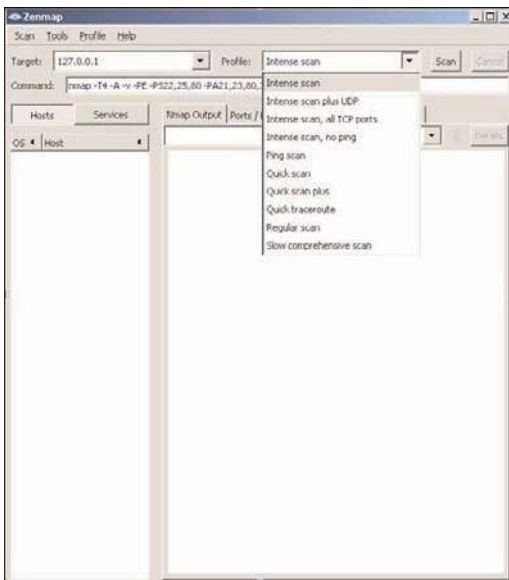 Zenmap
Scan Tools Profile Help
Target: 127.0.0.1 Profile: Intense scan Scan Cancel
Command: nmap -T4 -A -v -PE -PS22,25,80 -PA21,23,80,
Hosts Services Nmap Output Ports /
OS Host Details
Intense scan
Intense scan plus UDP
Intense scan, all TCP ports
Intense scan, no ping
Ping scan
Quick scan
Quick scan plus
Quick traceroute
Regular scan
Slow comprehensive scan